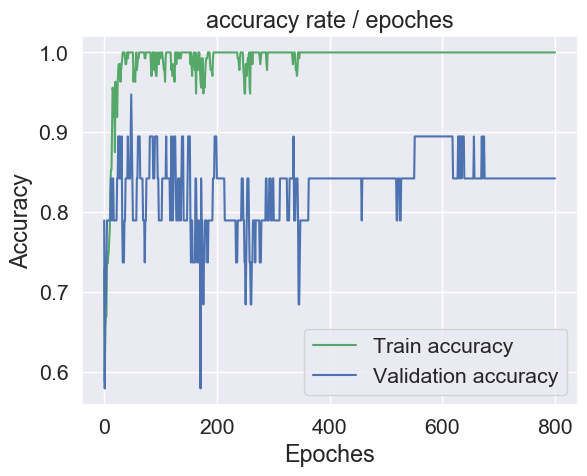 accuracy rate / epoches
1.0
0.9
0.8
0.7
0.6
Accuracy
Train accuracy
Validation accuracy
0 200 400 600 800
Epoches